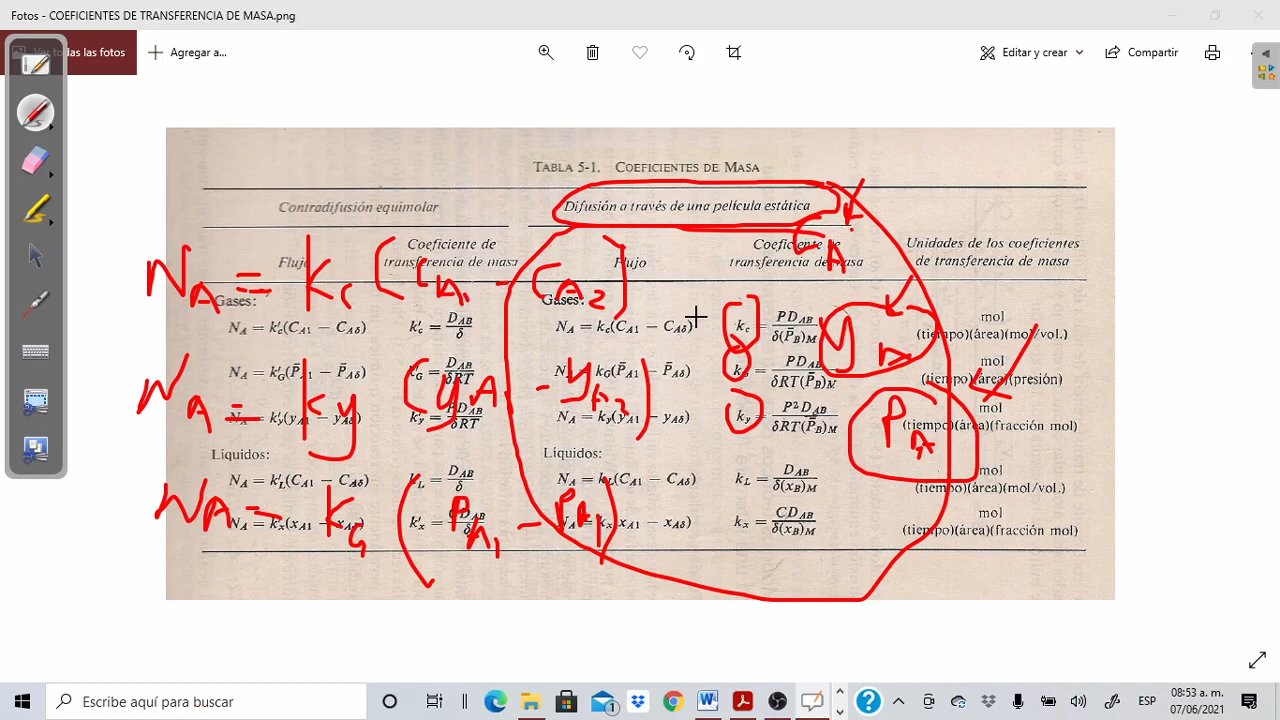 Fotos - COEFICIENTES DE TRANSFERENCIA DE MASA.png
Ver todas las fotos
Agregar a...
Editar y crear
Compartir
TABLA 5-1. COEFICIENTES DE MASA
Contradifusión equimolar
Difusión a través de una película estática
Flujo
Coeficiente de
transferencia de masa
Flujo
Coeficiente de
transferencia de masa
Unidades de los coeficientes
de transferencia de masa
Gases:
N_A = k'_c(C_A1 − C_Aδ)
k'_c = D_AB/δ
Gases:
N_A = k_c(C_A1 − C_Aδ)
k_c = PD_AB/δ(P̄_B)_M
mol
(tiempo)(área)(mol/vol.)
N_A = k'_G(P̄_A1 − P̄_Aδ)
k'_G = D_AB/δRT
N_A = k_G(P̄_A1 − P̄_Aδ)
PD_AB/δRT(P̄_B)_M
mol
(tiempo)(área)(presión)
N_A = k'_y(y_A1 − y_Aδ)
k'_y = PD_AB/δRT
N_A = k_y(y_A1 − y_Aδ)
k_y = P²D_AB/δRT(P̄_B)_M
mol
(tiempo)(área)(fracción mol)
Líquidos:
N_A = k'_L(C_A1 − C_Aδ)
k'_L = D_AB/δ
Líquidos:
N_A = k_L(C_A1 − C_Aδ)
k_L = D_AB/δ(x_B)_M
mol
(tiempo)(área)(mol/vol.)
N_A = k'_x(x_A1 − x_Aδ)
k'_x = CD_AB/δ
N_A = x_x(x_A1 − x_Aδ)
k_x = CD_AB/δ(x_B)_M
mol
(tiempo)(área)(fracción mol)
N_A = k_c (C_A1 − C_A2)
C_A
y_A
N_A = k_y (y_A1 − y_A2)
P_A
N_A = k_G (P_A1 − P_A1)
Escribe aquí para buscar
1
ESP
08:53 a. m.
07/06/2021